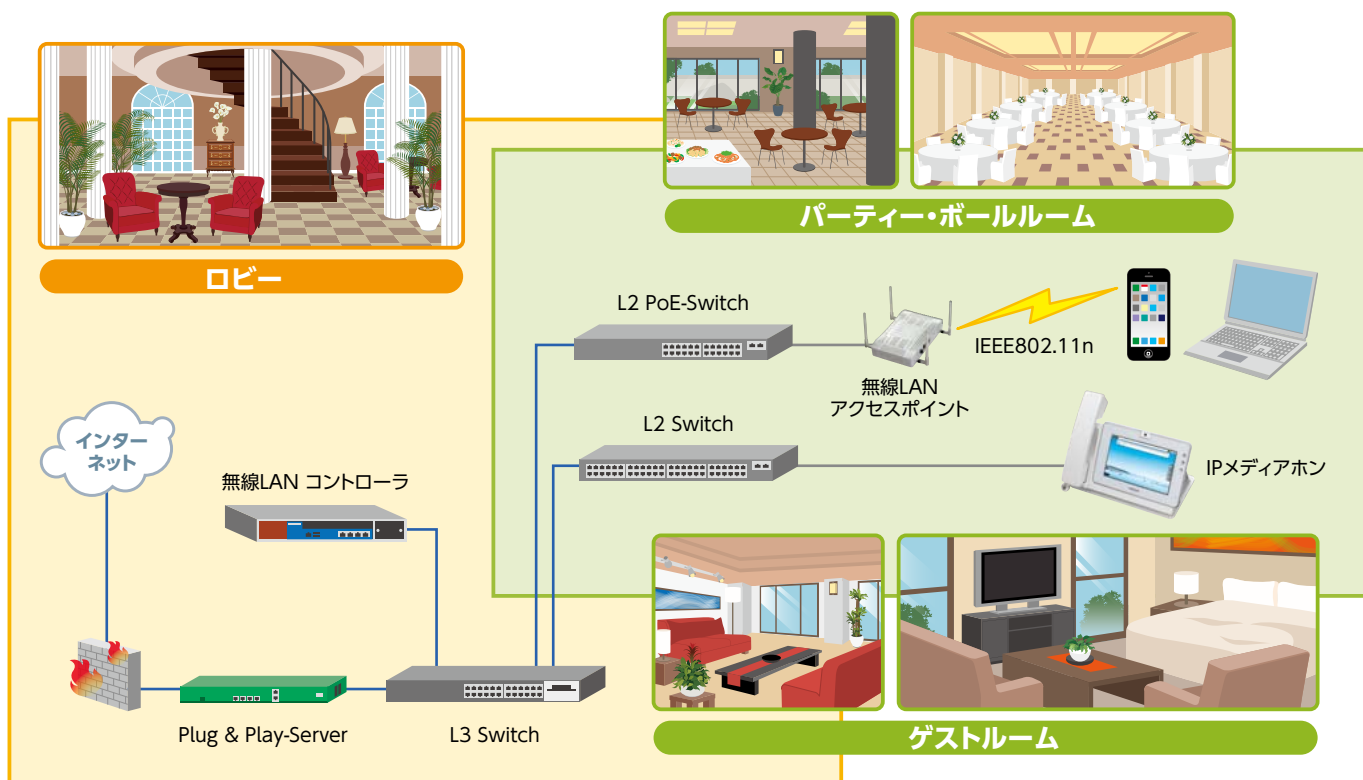 ロビー
パーティー・ボールルーム
L2 PoE-Switch
IEEE802.11n
無線LAN
アクセスポイント
L2 Switch
IPメディアホン
インター
ネット
無線LAN コントローラ
Plug & Play-Server
L3 Switch
ゲストルーム